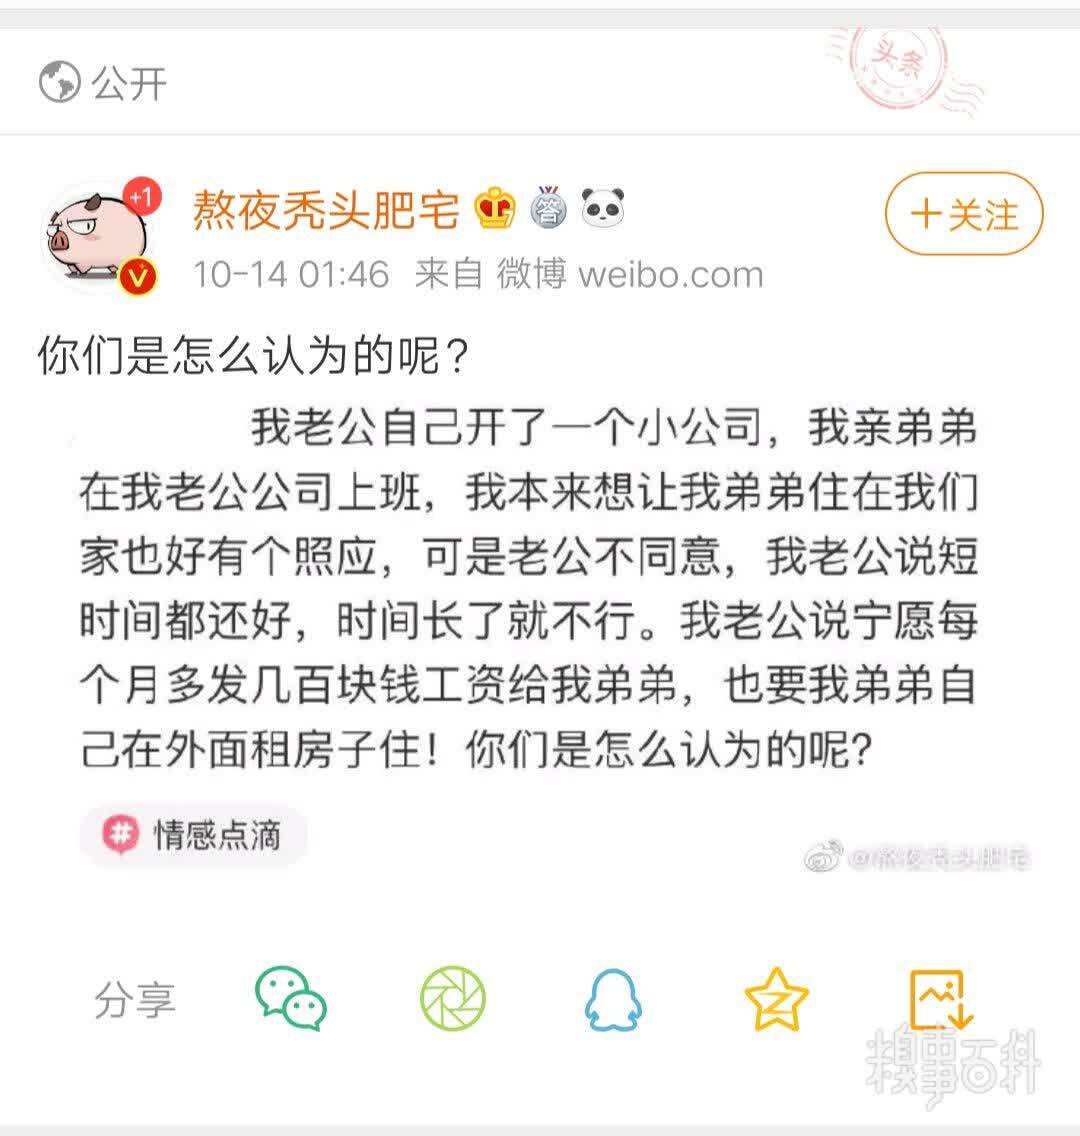 头条
公开
+1
熬夜秃头肥宅 答
+关注
10-14 01:46 来自 微博 weibo.com
你们是怎么认为的呢?
我老公自己开了一个小公司，我亲弟弟
在我老公公司上班，我本来想让我弟弟住在我们
家也好有个照应，可是老公不同意，我老公说短
时间都还好，时间长了就不行。我老公说宁愿每
个月多发几百块钱工资给我弟弟，也要我弟弟自
己在外面租房子住！你们是怎么认为的呢?
# 情感点滴
@熬夜秃头肥宅
分享
糗事百科